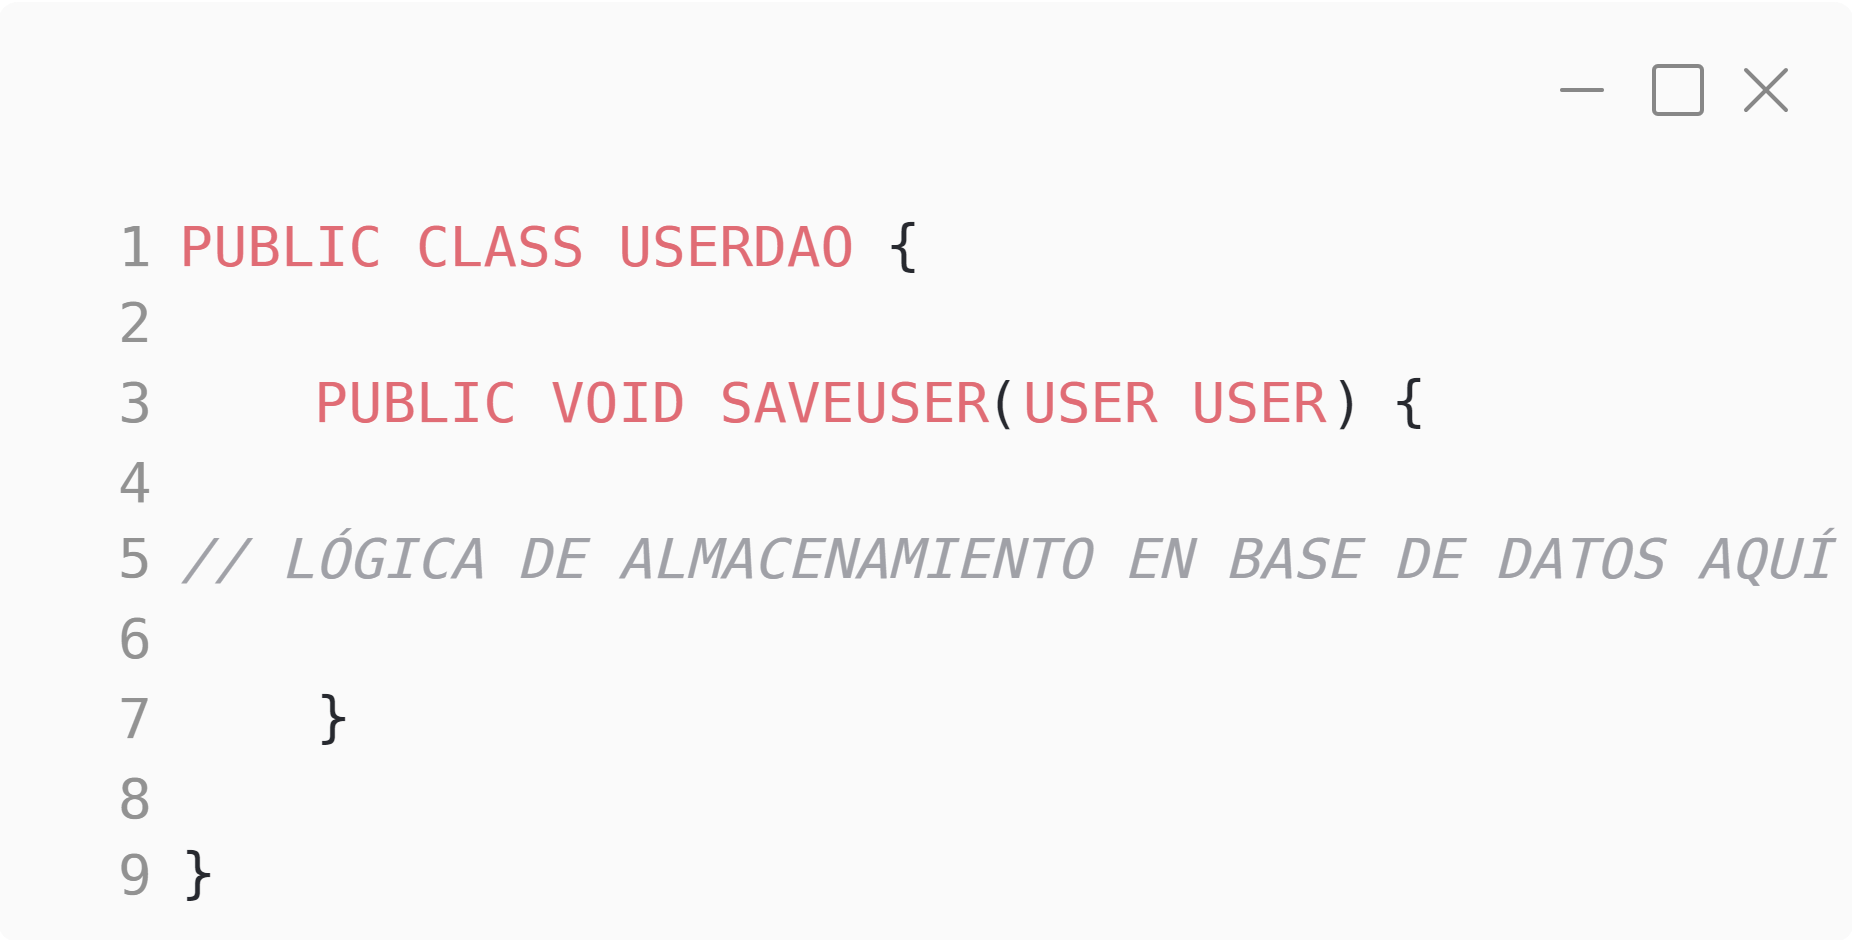 1 PUBLIC CLASS USERDAO {
2
3     PUBLIC VOID SAVEUSER(USER USER) {
4
5 // LÓGICA DE ALMACENAMIENTO EN BASE DE DATOS AQUÍ
6
7     }
8
9 }